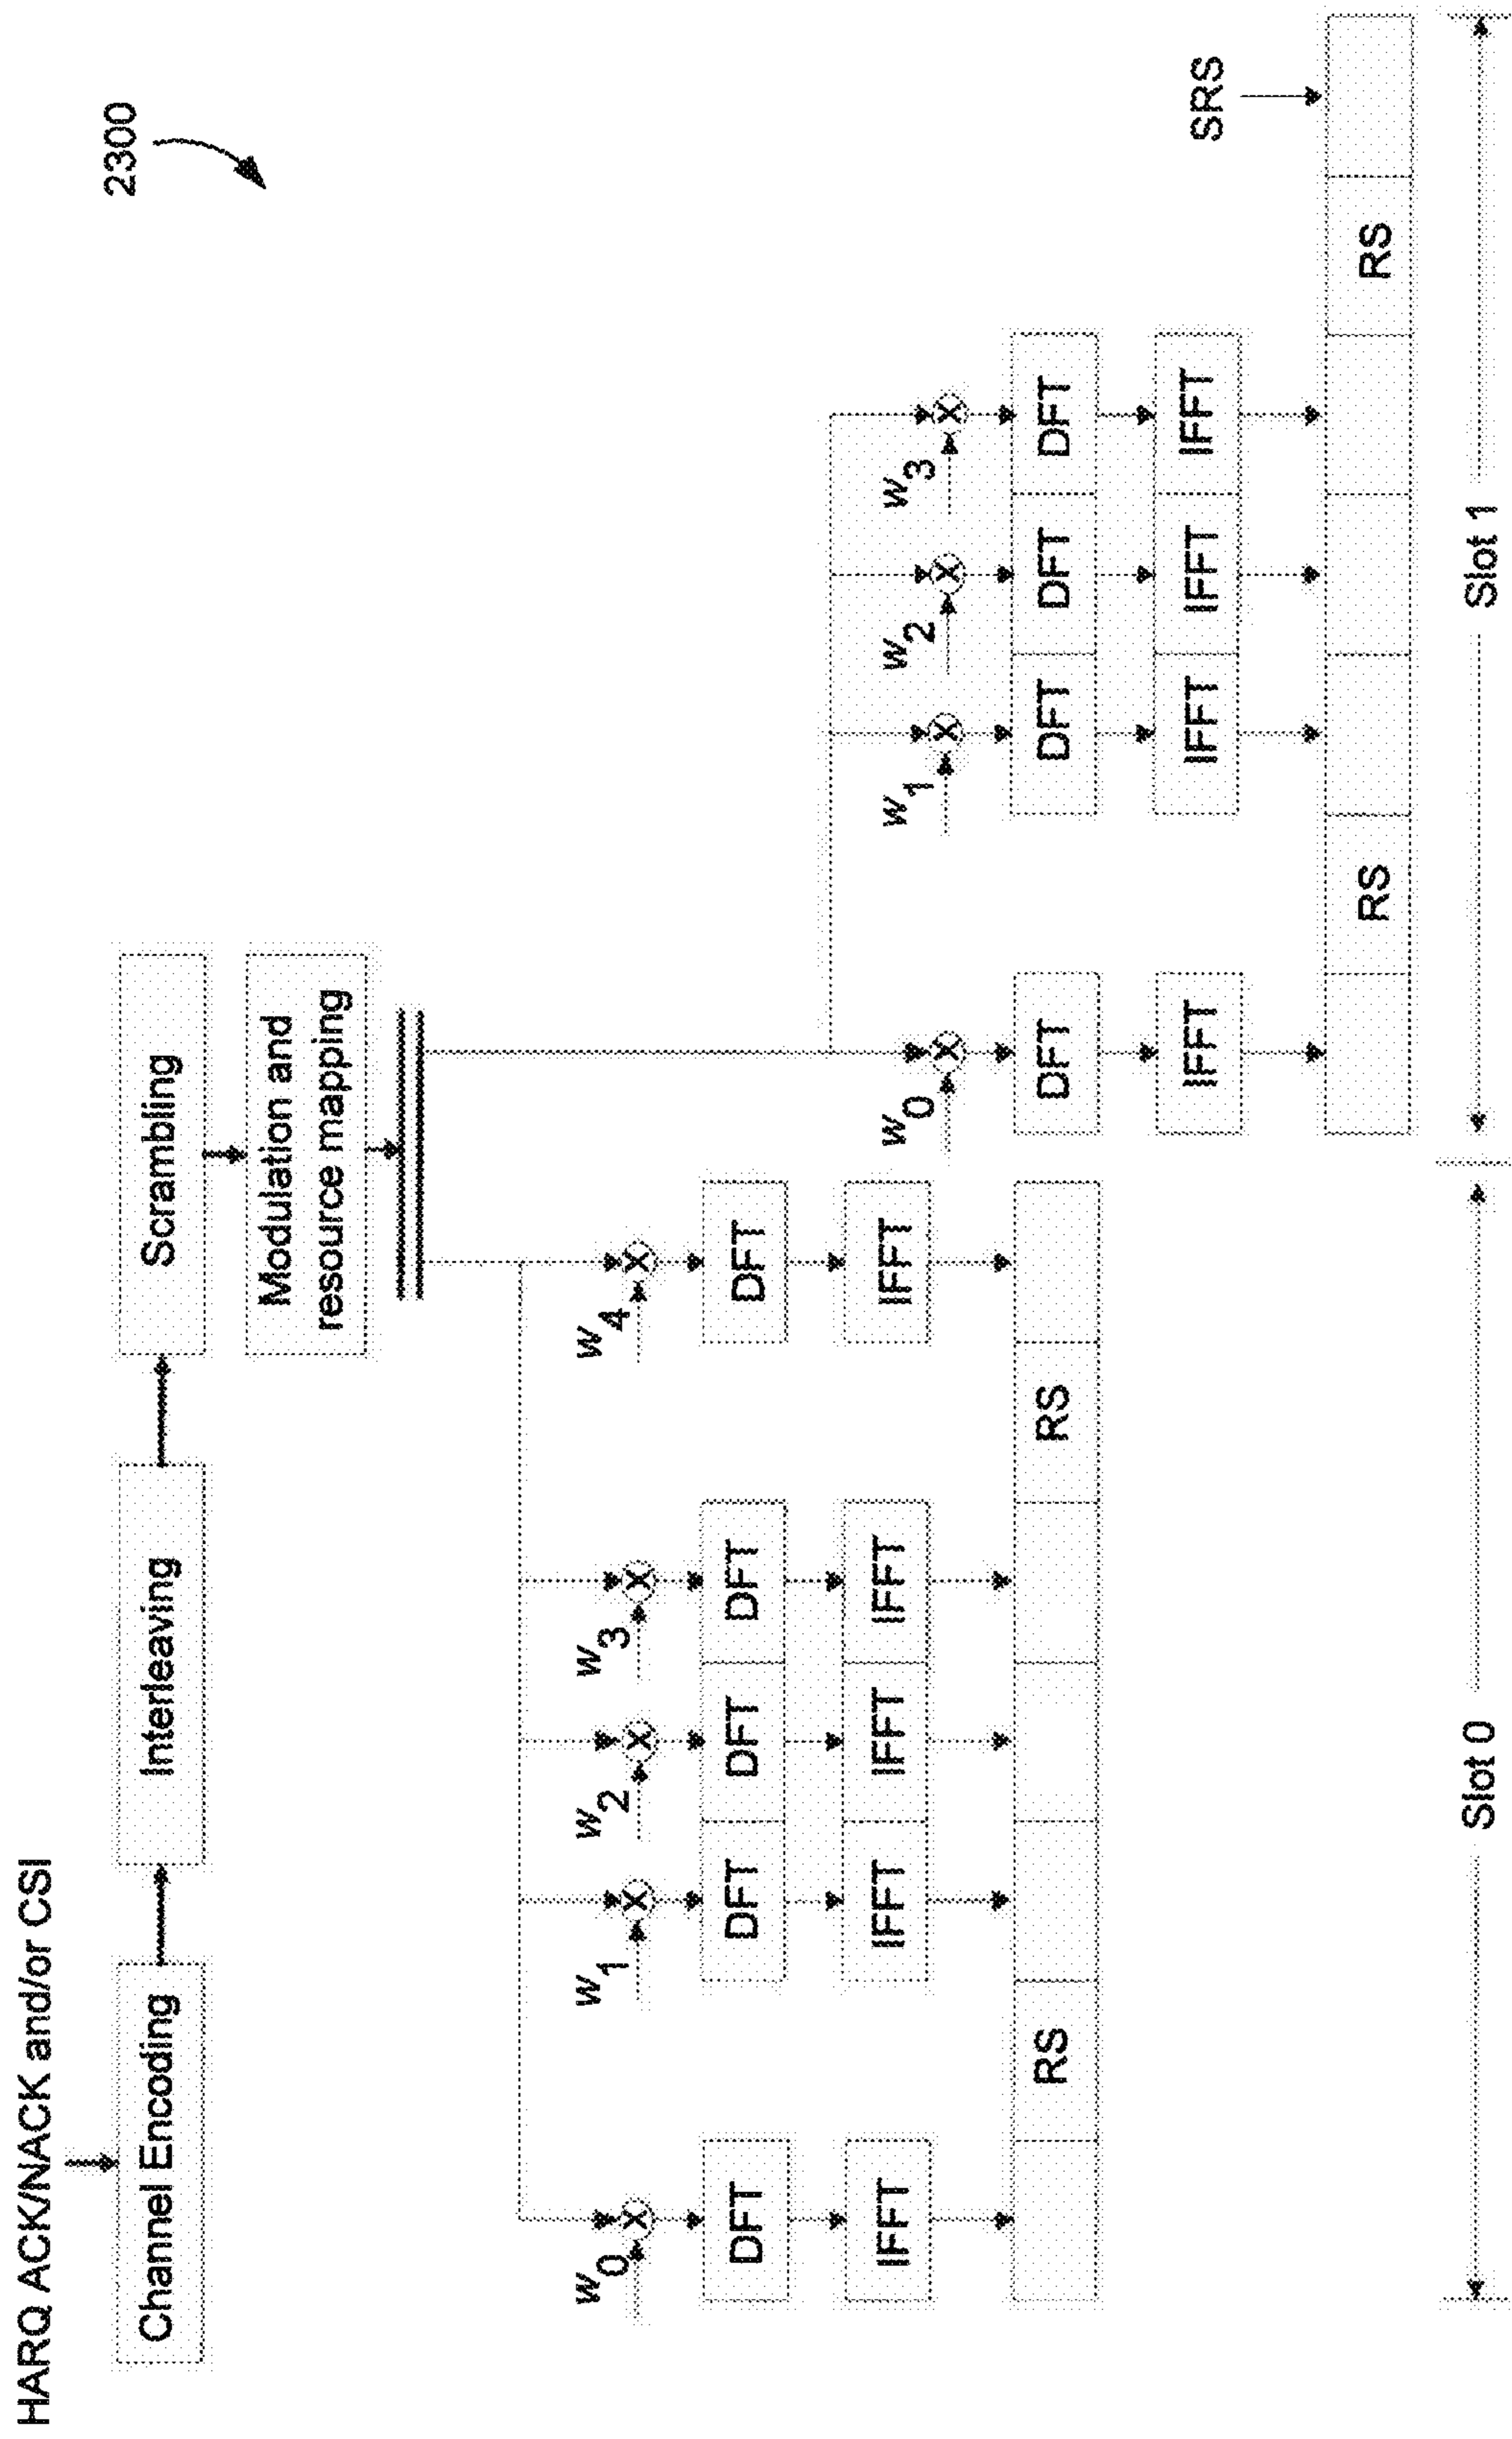 2300
HARQ ACK/NACK and/or CSI
Channel Encoding
Interleaving
Scrambling
Modulation and
resource mapping
w0
w1
w2
w3
w4
DFT
DFT
DFT
DFT
DFT
IFFT
IFFT
IFFT
IFFT
IFFT
RS
RS
w0
w1
w2
w3
DFT
DFT
DFT
DFT
IFFT
IFFT
IFFT
IFFT
SRS
RS
RS
Slot 0
Slot 1